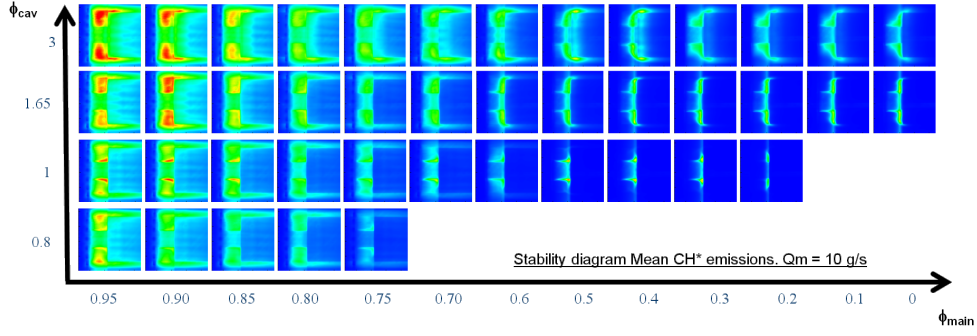 ϕcav
3
1.65
1
0.8
Stability diagram Mean CH* emissions. Qm = 10 g/s
0.95 0.90 0.85 0.80 0.75 0.70 0.6 0.5 0.4 0.3 0.2 0.1 0
ϕmain